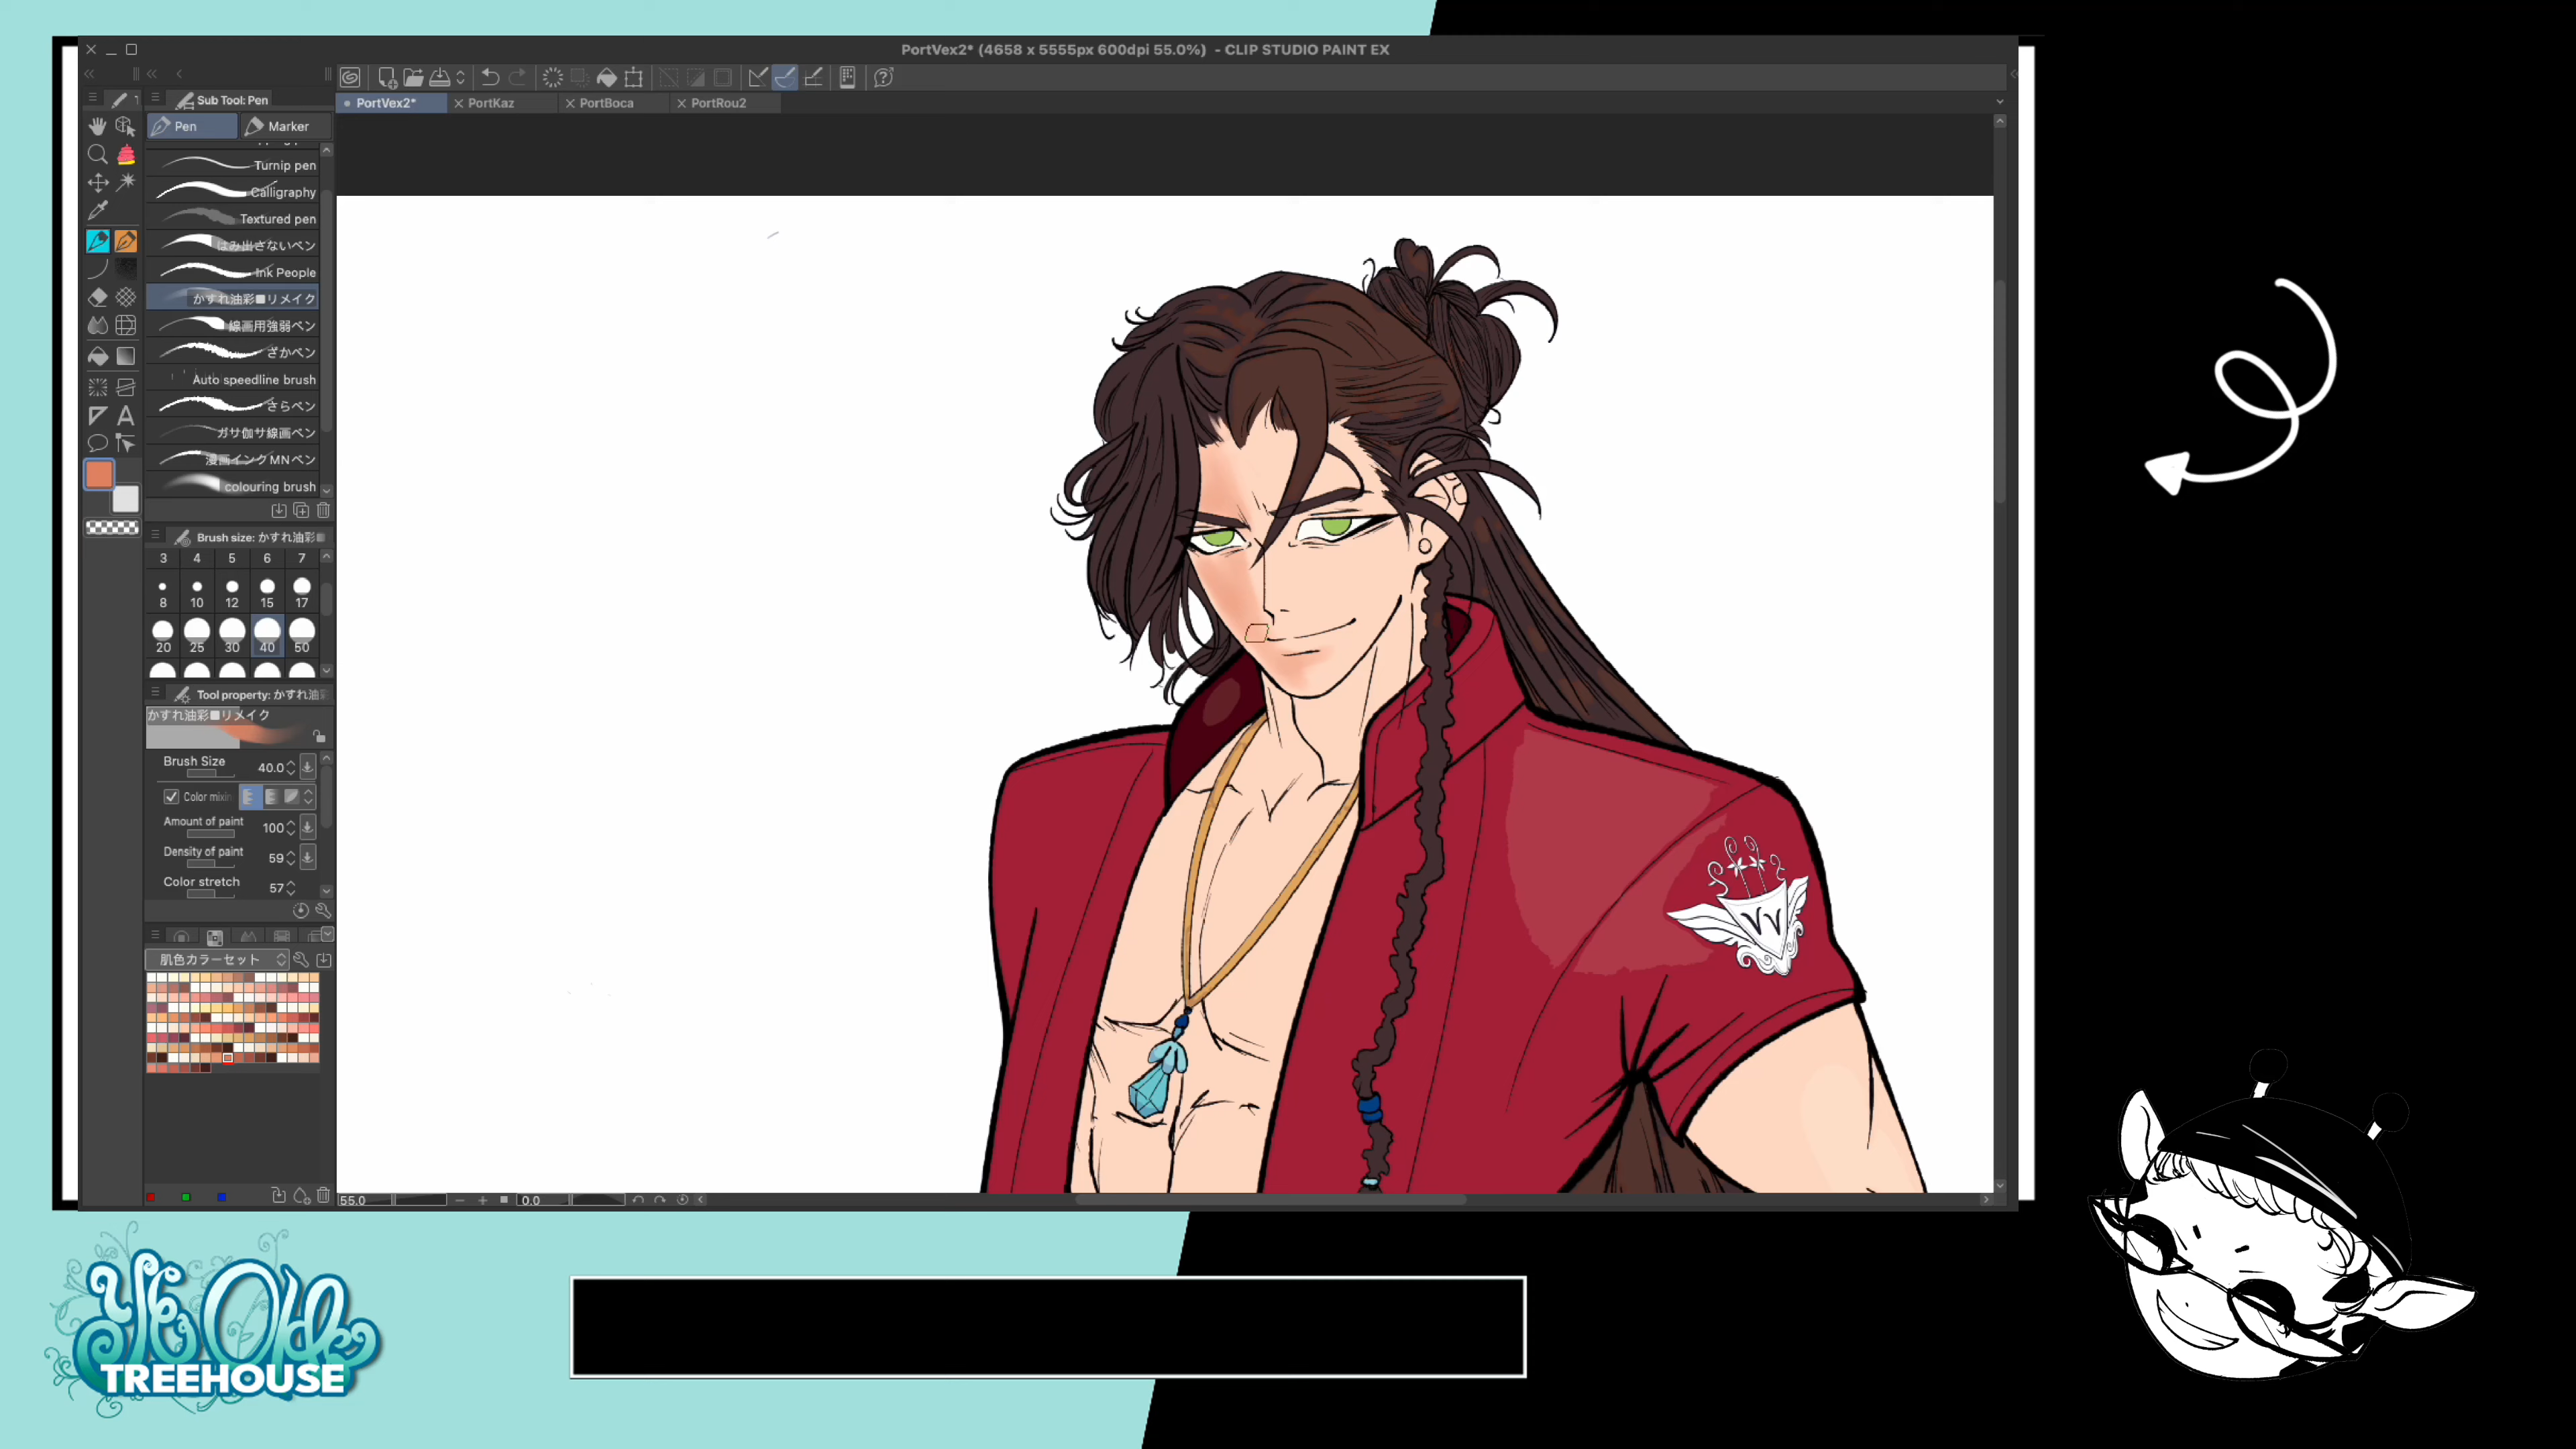 PortVex2* (4658 x 5555px 600dpi 55.0%) - CLIP STUDIO PAINT EX
PortVex2*
PortKaz
PortBoca
PortRou2
Sub Tool: Pen
Pen
Marker
Turnip pen
Calligraphy
Textured pen
はみ出さないペン
Ink People
かすれ油彩■リメイク
線画用強弱ペン
ざかペン
Auto speedline brush
さらペン
ガサ伽サ線画ペン
漫画インクMNペン
colouring brush
Brush size: かすれ油彩
3 4 5 6 7
8 10 12 15 17
20 25 30 40 50
Tool property: かすれ油彩
かすれ油彩■リメイク
Brush Size 40.0
Color mixin
Amount of paint 100
Density of paint 59
Color stretch 57
肌色カラーセット
55.0
0.0
VV
Ye Olde
TREEHOUSE